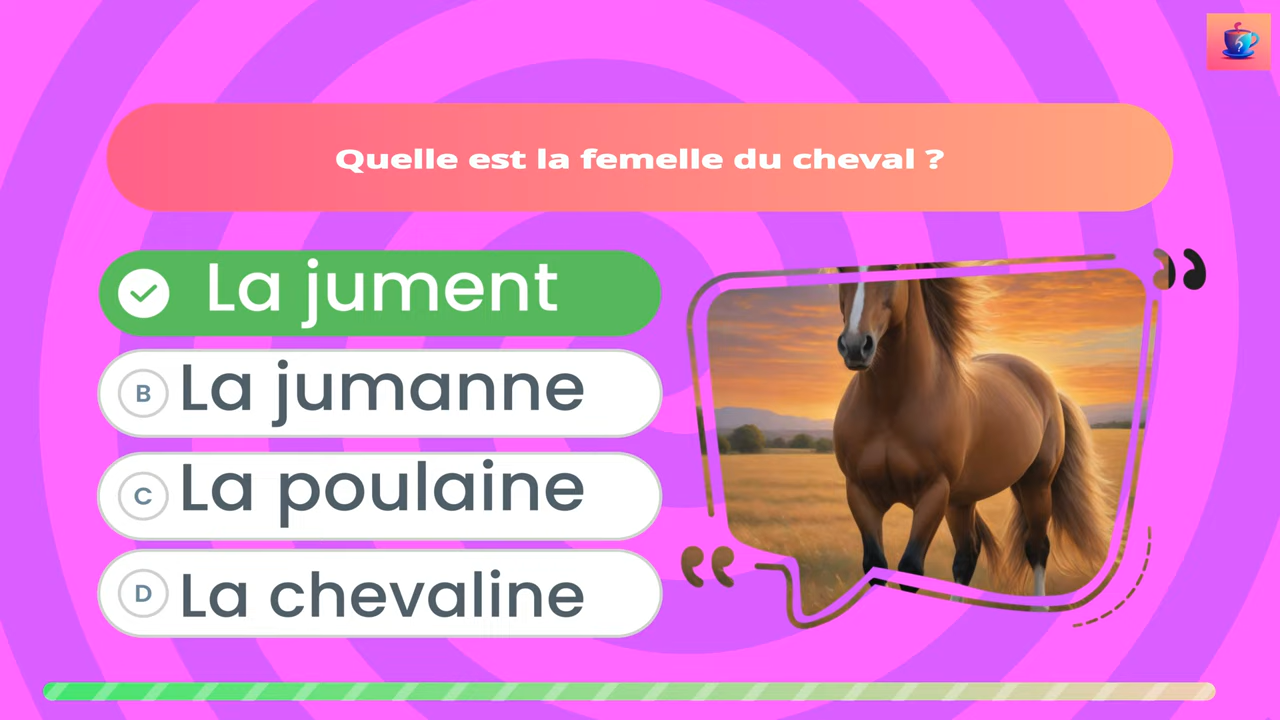 Quelle est la femelle du cheval ?
La jument
B La jumanne
C La poulaine
D La chevaline